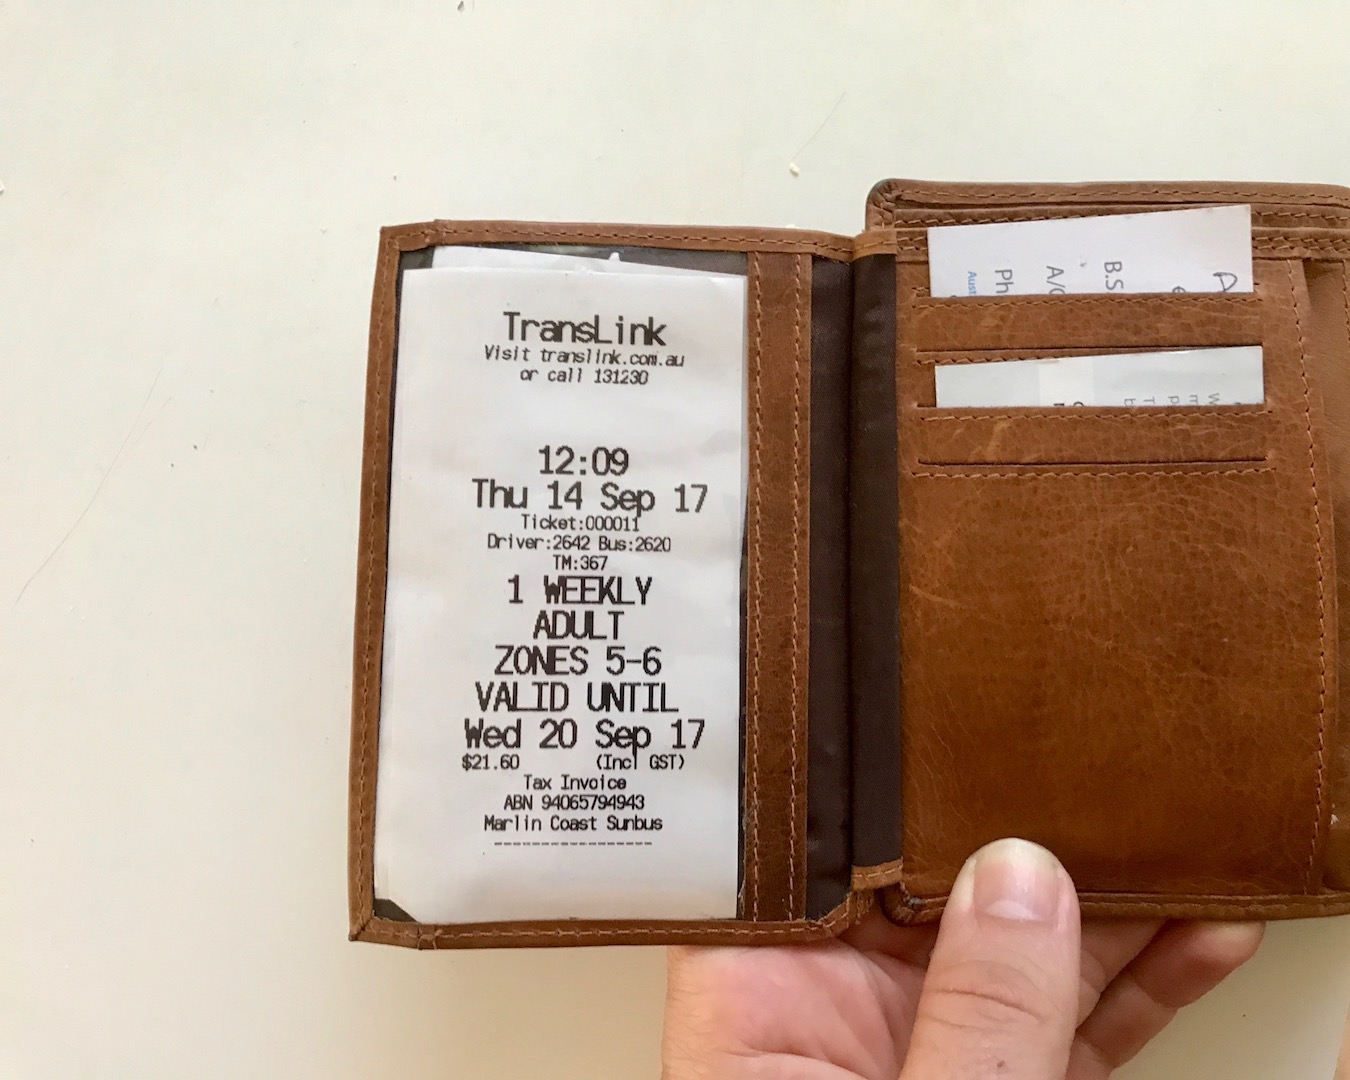 TransLink
Visit translink.com.au
or call 131230
12:09
Thu 14 Sep 17
Ticket:000011
Driver:2642 Bus:2620
TM:367
1 WEEKLY
ADULT
ZONES 5-6
VALID UNTIL
Wed 20 Sep 17
$21.60 (Incl GST)
Tax Invoice
ABN 94065794943
Marlin Coast Sunbus
-----------------
Aust
Ph
A/C
B.S